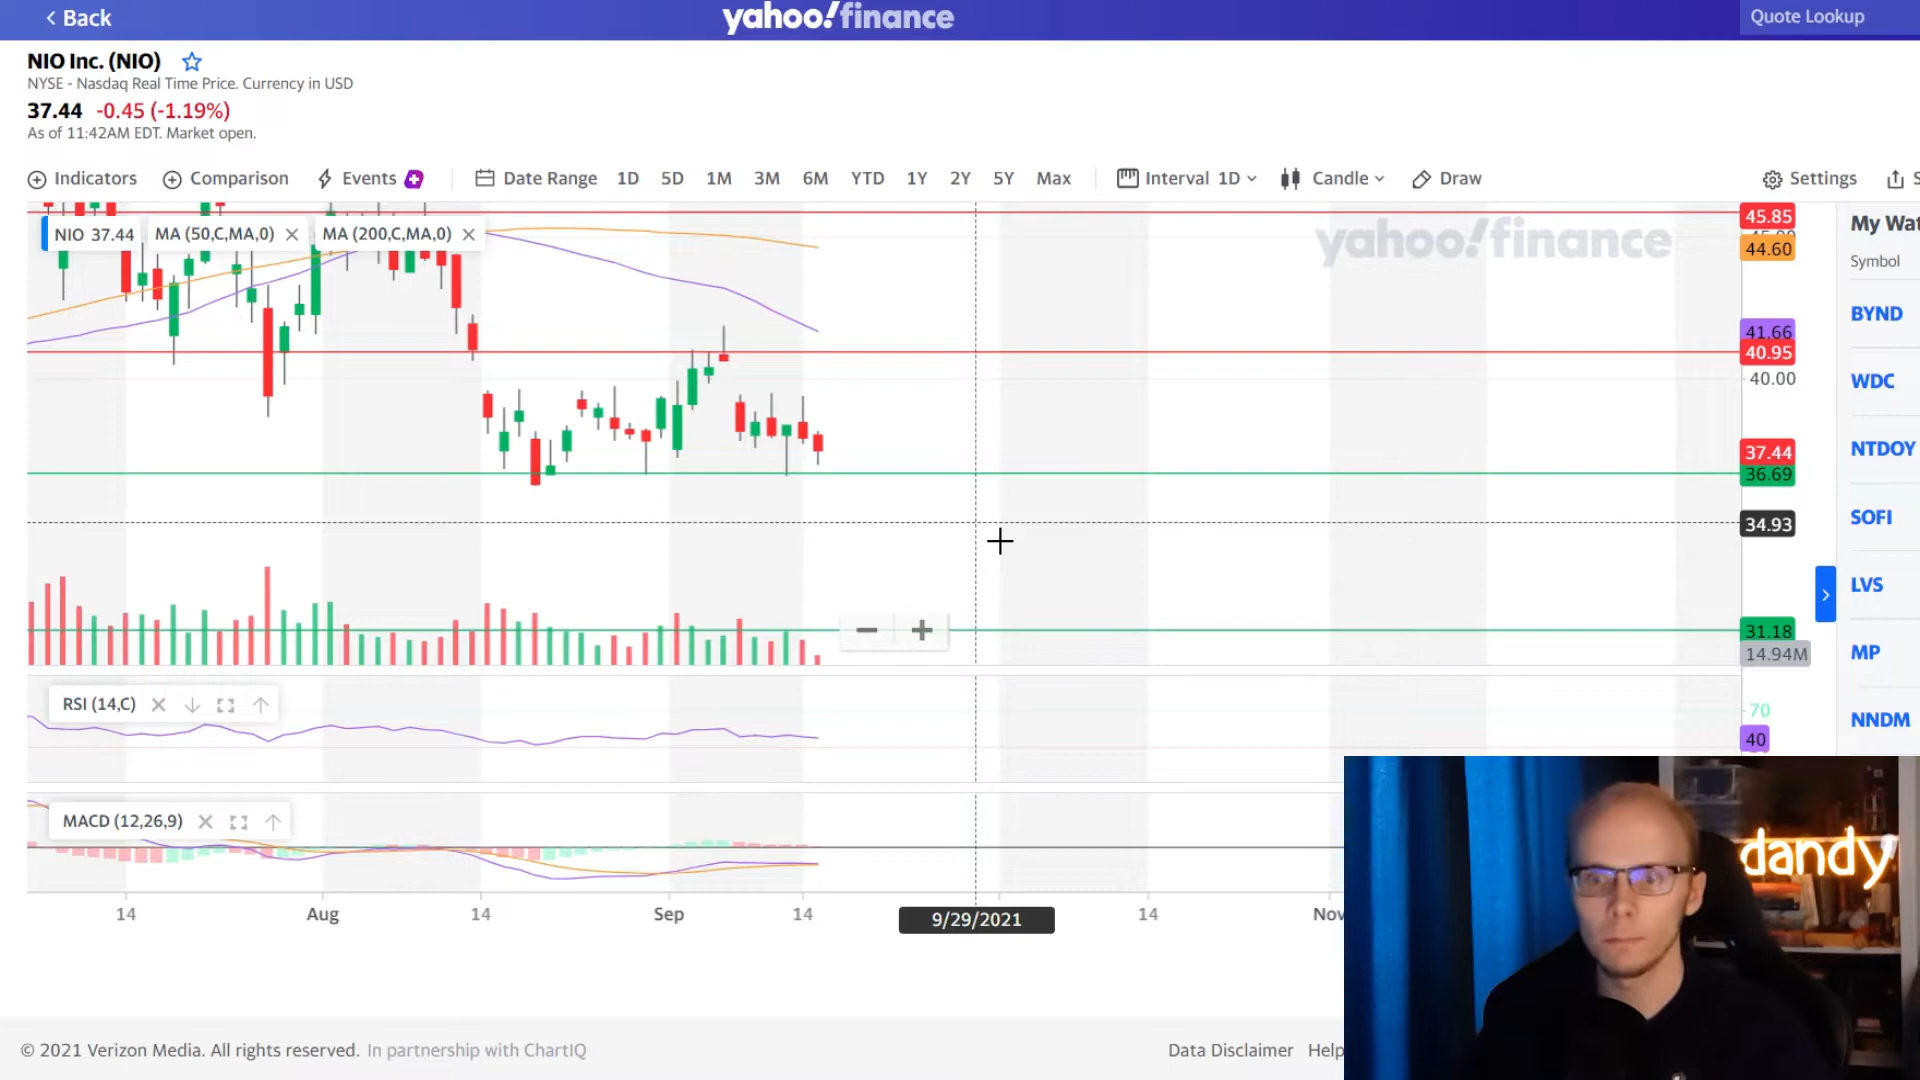 Back
yahoo!finance
Quote Lookup
NIO Inc. (NIO)
NYSE - Nasdaq Real Time Price. Currency in USD
37.44 -0.45 (-1.19%)
As of 11:42AM EDT. Market open.
Indicators Comparison Events Date Range 1D 5D 1M 3M 6M YTD 1Y 2Y 5Y Max Interval 1D Candle Draw Settings S
NIO 37.44 MA (50,C,MA,0) MA (200,C,MA,0)
yahoo!finance
45.85
44.60
41.66
40.95
40.00
37.44
36.69
34.93
31.18
14.94M
My Wat
Symbol
BYND
WDC
NTDOY
SOFI
LVS
MP
NNDM
RSI (14,C)
70
40
MACD (12,26,9)
dandy
14 Aug 14 Sep 14 9/29/2021 14 Nov
© 2021 Verizon Media. All rights reserved. In partnership with ChartIQ
Data Disclaimer Help